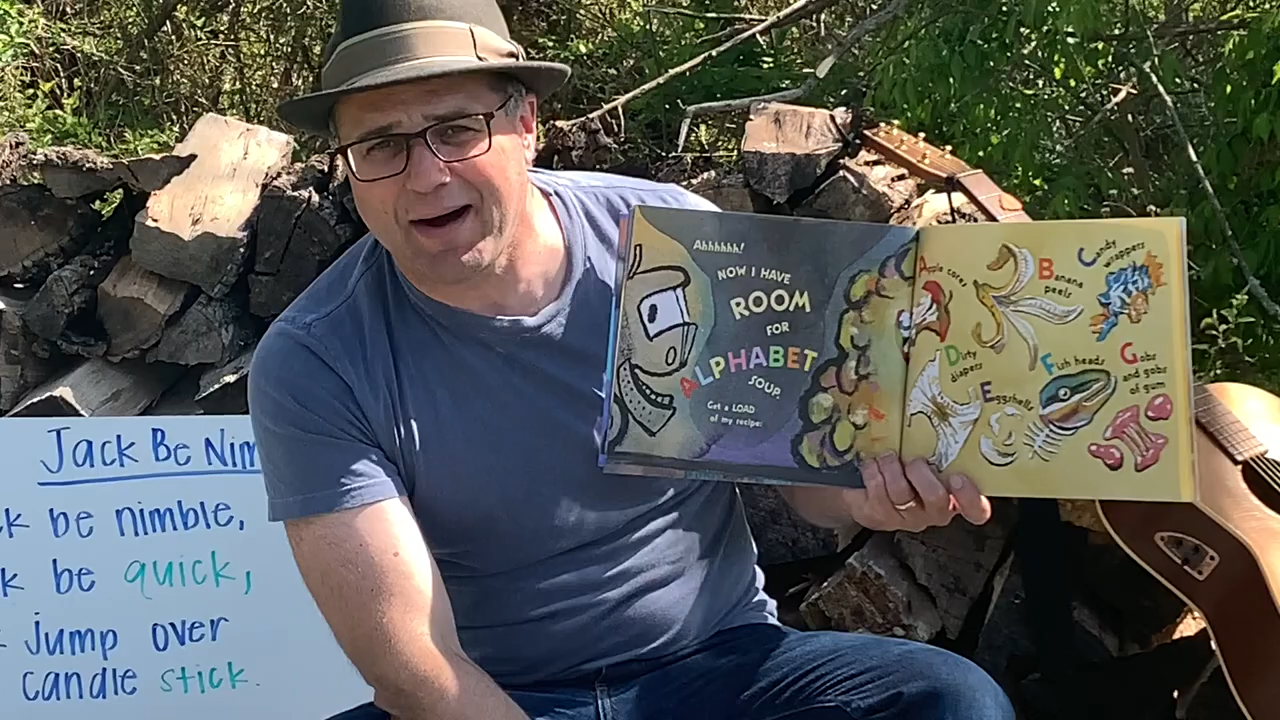 Jack Be Nim
ck be nimble,
k be quick,
jump over
candle stick.
Ahhhhhh!
NOW I HAVE
ROOM
FOR
ALPHABET
SOUP.
Get a LOAD
of my recipe:
Apple cores
Banana
peels
Candy
wrappers
Dirty
diapers
Eggshells
Fish heads
Gobs
and gobs
of gum